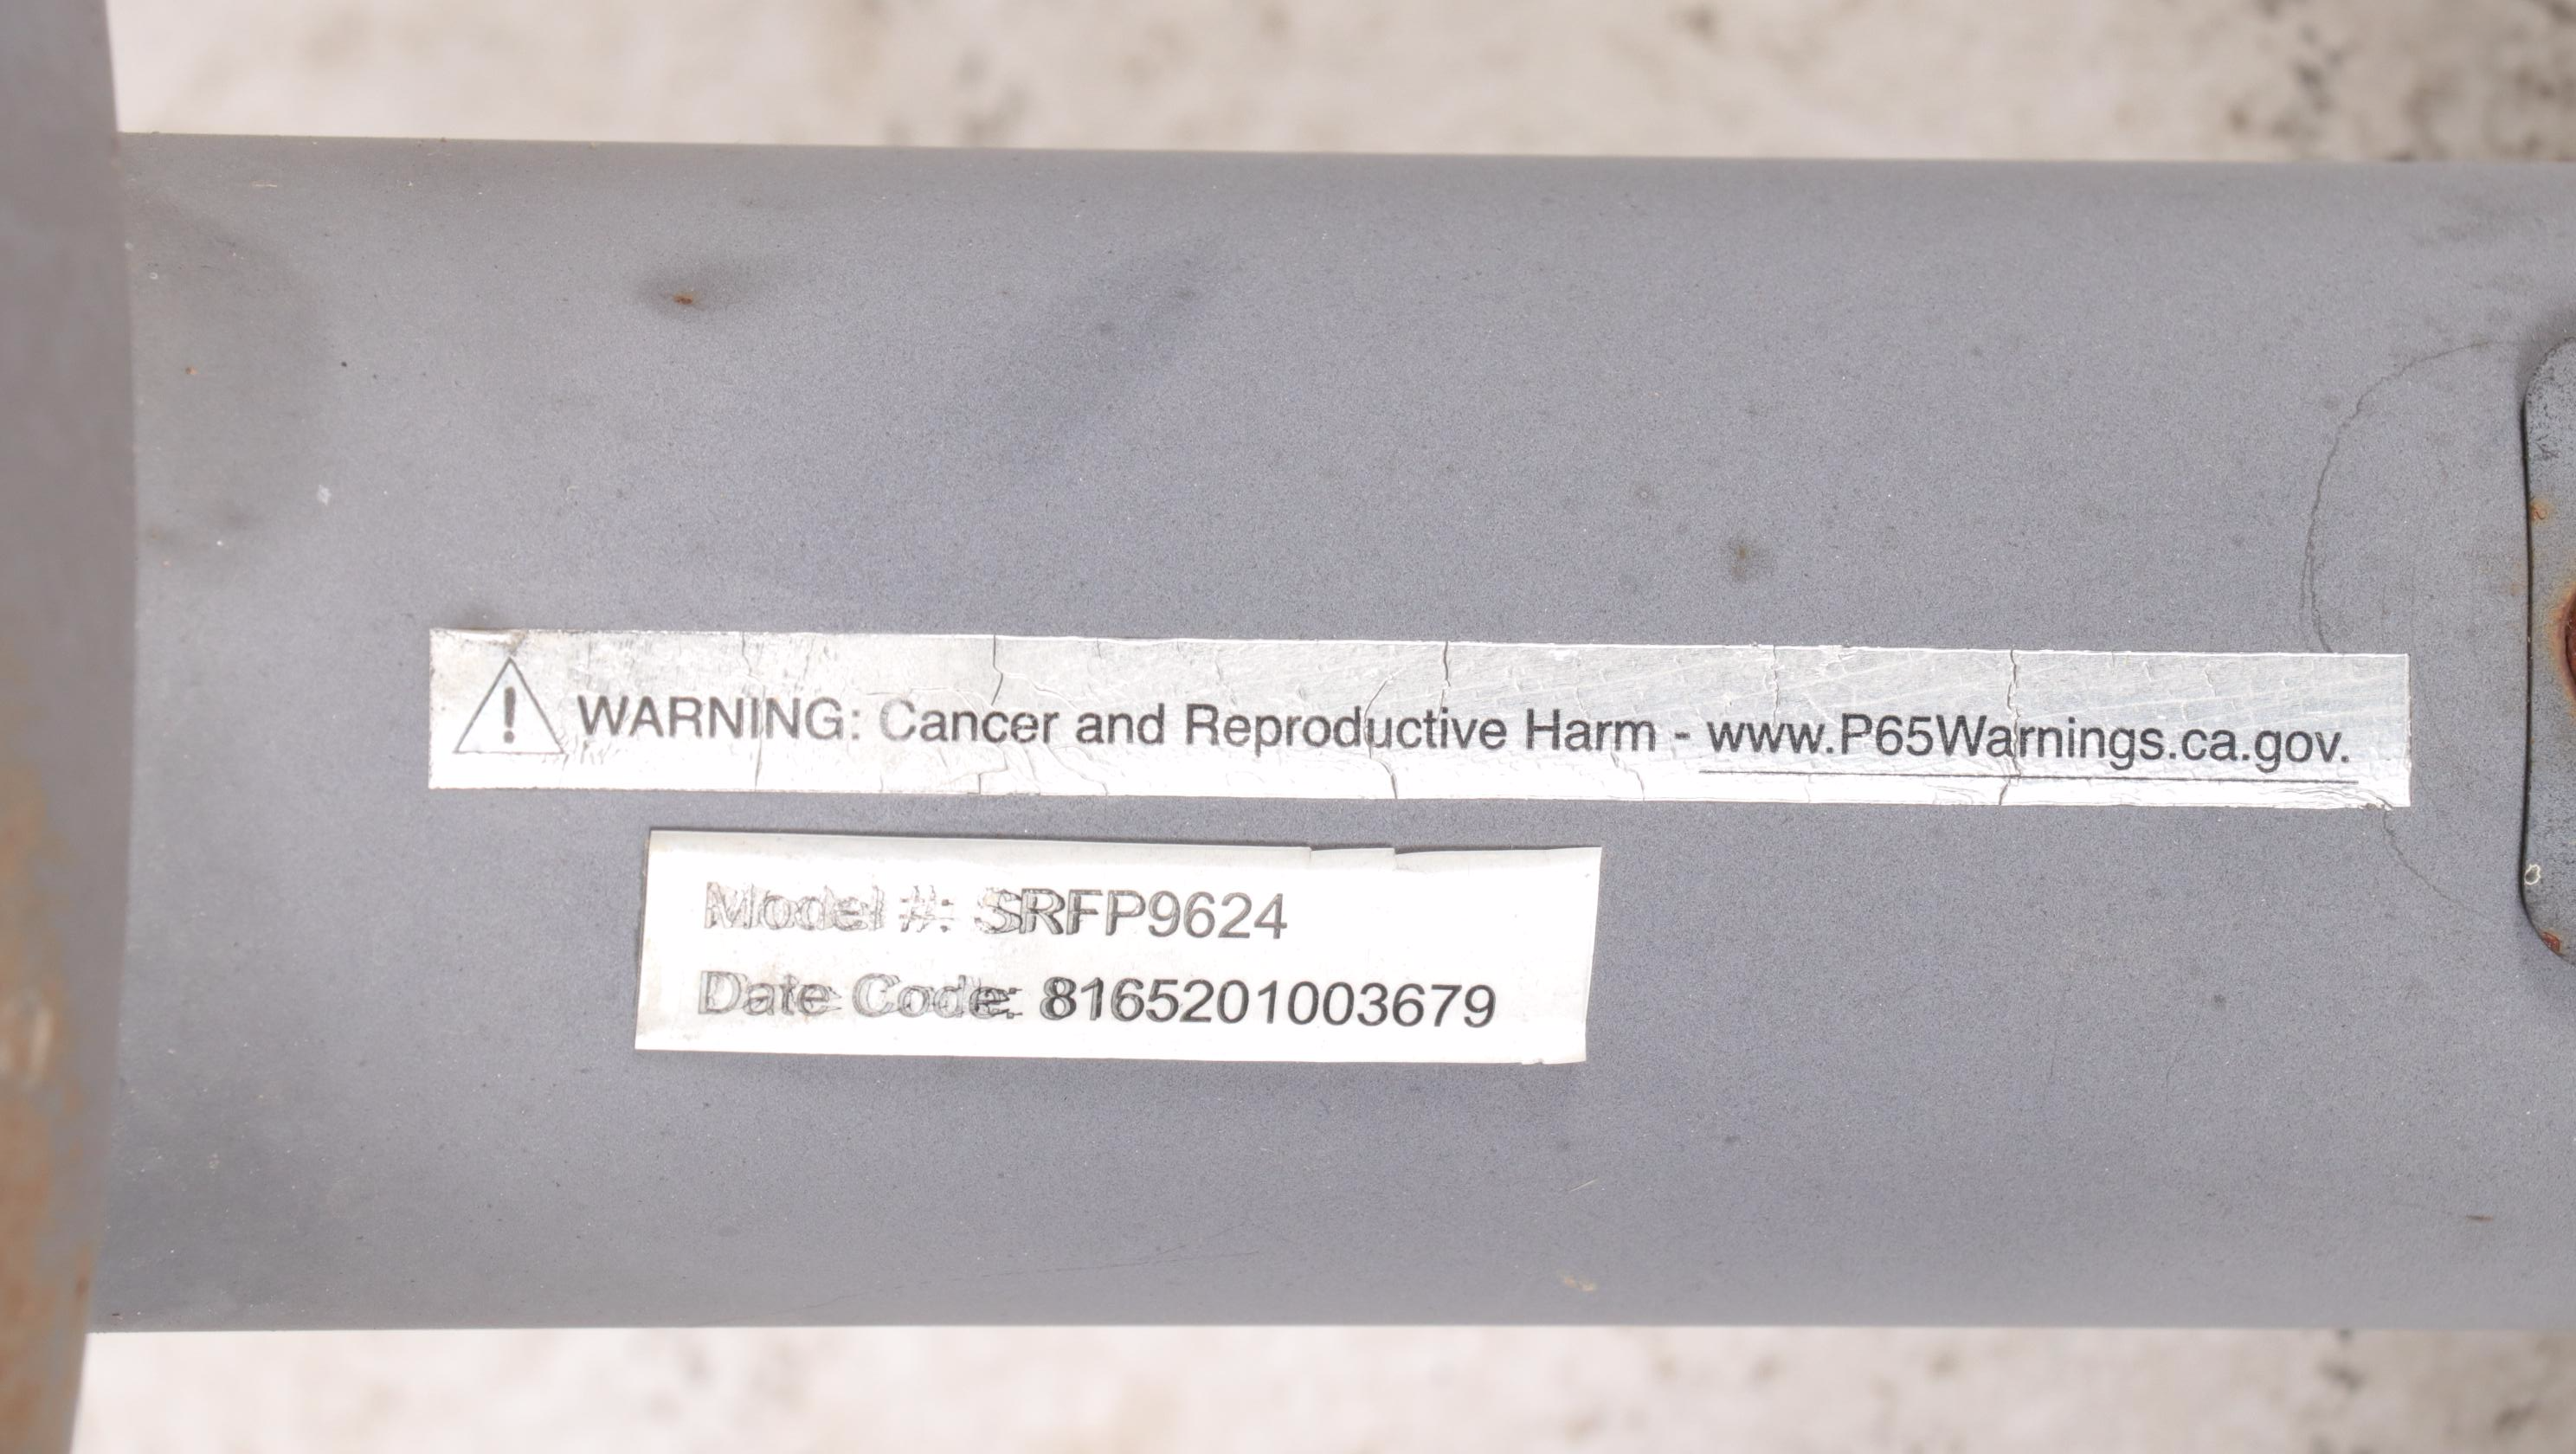 WARNING: Cancer and Reproductive Harm - www.P65Warnings.ca.gov.
Model #: SRFP9624
Date Code: 8165201003679